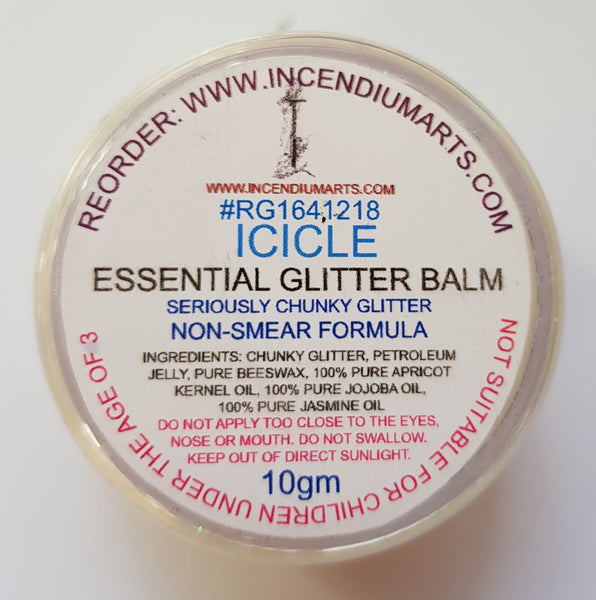 REORDER: WWW.INCENDIUMARTS.COM
WWW.INCENDIUMARTS.COM
#RG164,1218
ICICLE
ESSENTIAL GLITTER BALM
SERIOUSLY CHUNKY GLITTER
NON-SMEAR FORMULA
INGREDIENTS: CHUNKY GLITTER, PETROLEUM
JELLY, PURE BEESWAX, 100% PURE APRICOT
KERNEL OIL, 100% PURE JOJOBA OIL,
100% PURE JASMINE OIL
DO NOT APPLY TOO CLOSE TO THE EYES,
NOSE OR MOUTH. DO NOT SWALLOW.
KEEP OUT OF DIRECT SUNLIGHT.
10gm
NOT SUITABLE FOR CHILDREN UNDER THE AGE OF 3